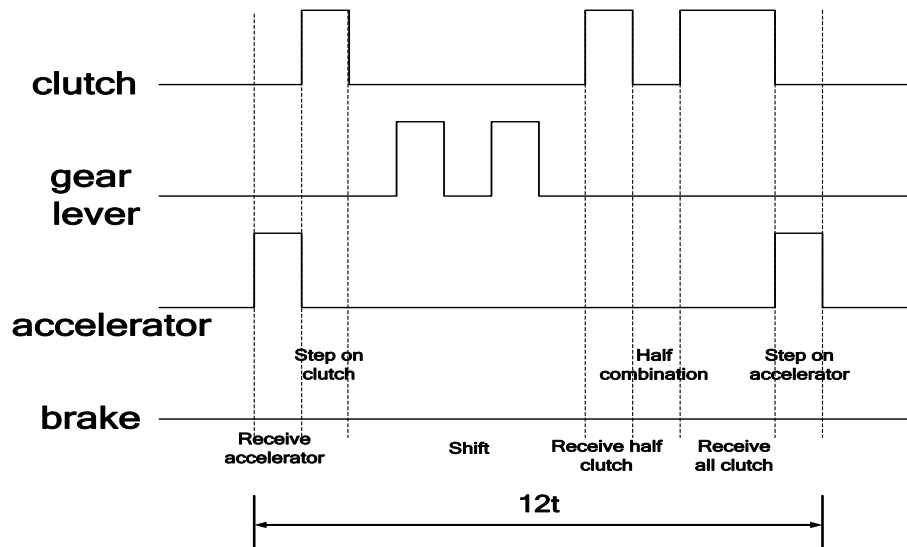 clutch
gear
lever
accelerator
Step on
clutch
Half
combination
Step on
accelerator
brake
Receive
accelerator
Shift
Receive half
clutch
Receive
all clutch
12t